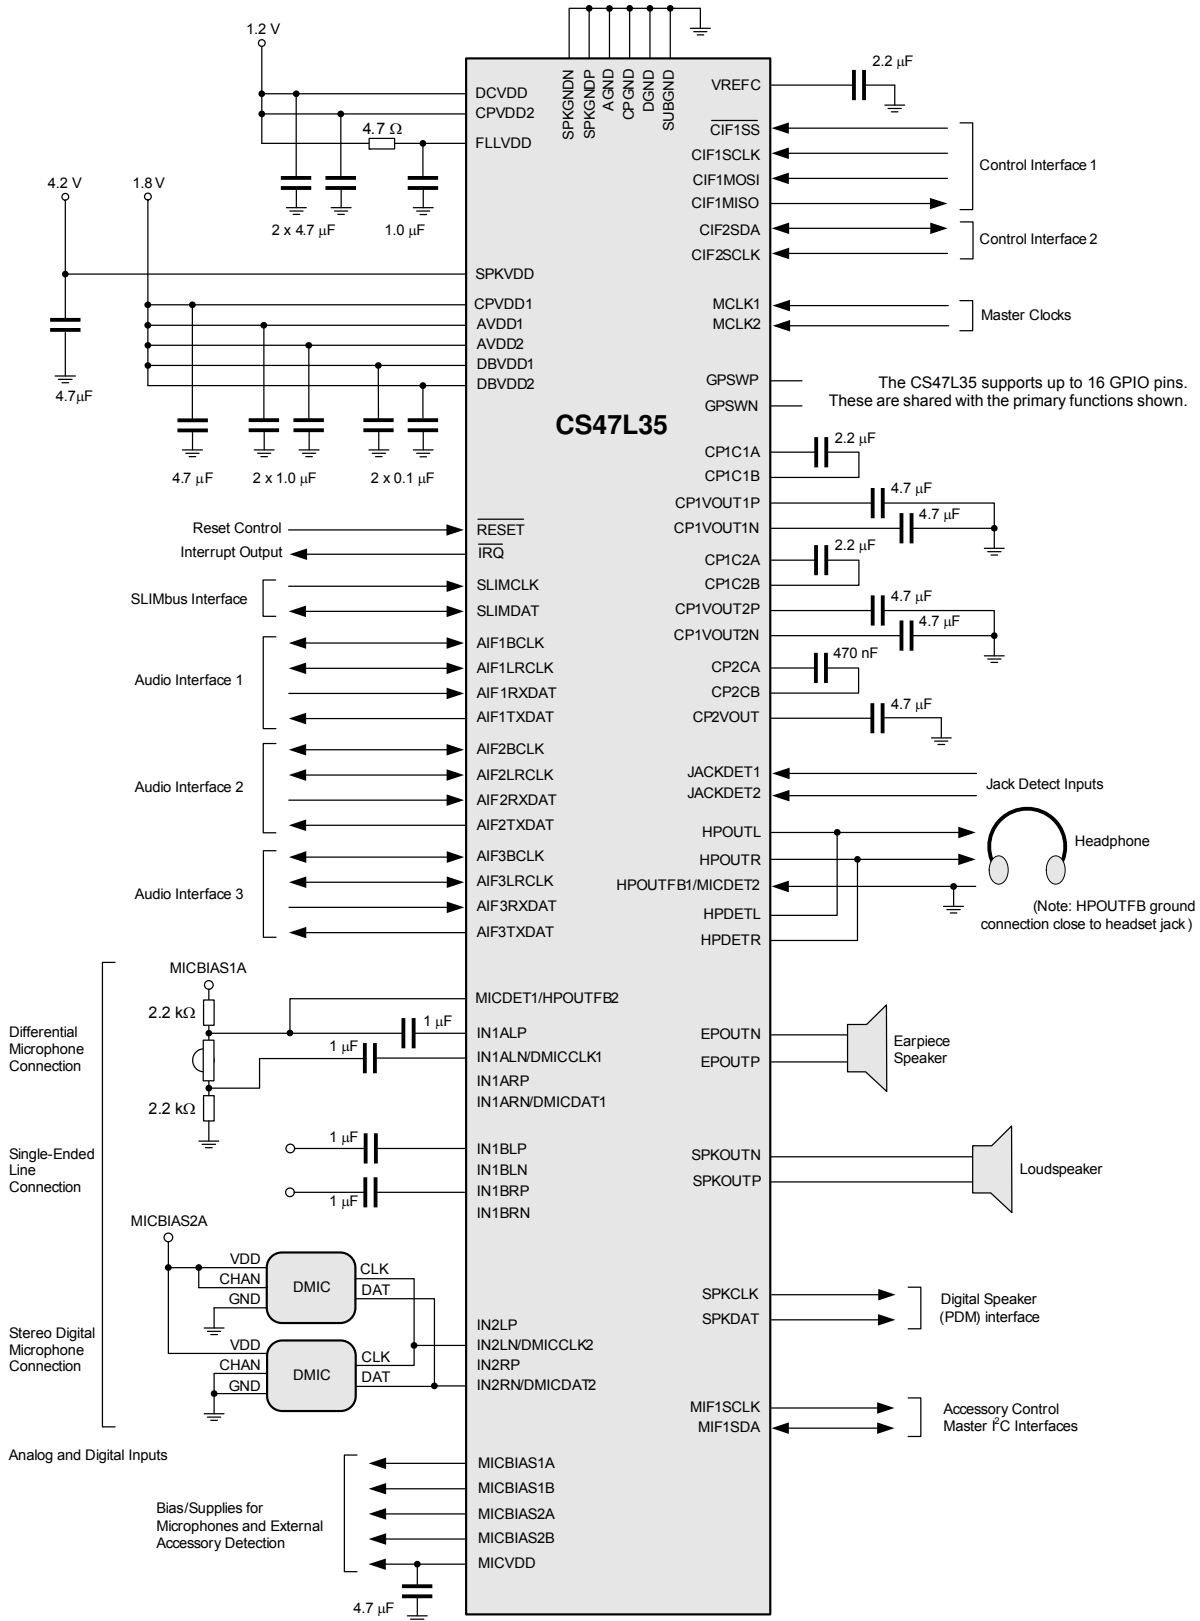 1.2 V
DCVDD
CPVDD2
4.7 Ω
FLLVDD
2 x 4.7 µF
1.0 µF
4.2 V
1.8 V
SPKVDD
4.7µF
CPVDD1
AVDD1
AVDD2
DBVDD1
DBVDD2
4.7 µF
2 x 1.0 µF
2 x 0.1 µF
SPKGNDN
SPKGNDP
AGND
CPGND
DGND
SUBGND
CS47L35
Reset Control
RESET
Interrupt Output
IRQ
SLIMbus Interface
SLIMCLK
SLIMDAT
Audio Interface 1
AIF1BCLK
AIF1LRCLK
AIF1RXDAT
AIF1TXDAT
Audio Interface 2
AIF2BCLK
AIF2LRCLK
AIF2RXDAT
AIF2TXDAT
Audio Interface 3
AIF3BCLK
AIF3LRCLK
AIF3RXDAT
AIF3TXDAT
MICBIAS1A
2.2 kΩ
2.2 kΩ
Differential
Microphone
Connection
MICDET1/HPOUTFB2
1 µF
IN1ALP
1 µF
IN1ALN/DMICCLK1
IN1ARP
IN1ARN/DMICDAT1
Single-Ended
Line
Connection
1 µF
IN1BLP
IN1BLN
1 µF
IN1BRP
IN1BRN
MICBIAS2A
VDD
CHAN
GND
DMIC
CLK
DAT
Stereo Digital
Microphone
Connection
VDD
CHAN
GND
DMIC
CLK
DAT
IN2LP
IN2LN/DMICCLK2
IN2RP
IN2RN/DMICDAT2
Analog and Digital Inputs
Bias/Supplies for
Microphones and External
Accessory Detection
MICBIAS1A
MICBIAS1B
MICBIAS2A
MICBIAS2B
MICVDD
4.7 µF
VREFC
2.2 µF
CIF1SS
CIF1SCLK
CIF1MOSI
CIF1MISO
Control Interface 1
CIF2SDA
CIF2SCLK
Control Interface 2
MCLK1
MCLK2
Master Clocks
GPSWP
GPSWN
The CS47L35 supports up to 16 GPIO pins.
These are shared with the primary functions shown.
CP1C1A
2.2 µF
CP1C1B
CP1VOUT1P
4.7 µF
CP1VOUT1N
4.7 µF
CP1C2A
2.2 µF
CP1C2B
CP1VOUT2P
4.7 µF
CP1VOUT2N
4.7 µF
CP2CA
470 nF
CP2CB
CP2VOUT
4.7 µF
JACKDET1
JACKDET2
Jack Detect Inputs
HPOUTL
HPOUTR
Headphone
HPOUTFB1/MICDET2
HPDETL
HPDETR
(Note: HPOUTFB ground
connection close to headset jack)
EPOUTN
EPOUTP
Earpiece
Speaker
SPKOUTN
SPKOUTP
Loudspeaker
SPKCLK
SPKDAT
Digital Speaker
(PDM) interface
MIF1SCLK
MIF1SDA
Accessory Control
Master I²C Interfaces